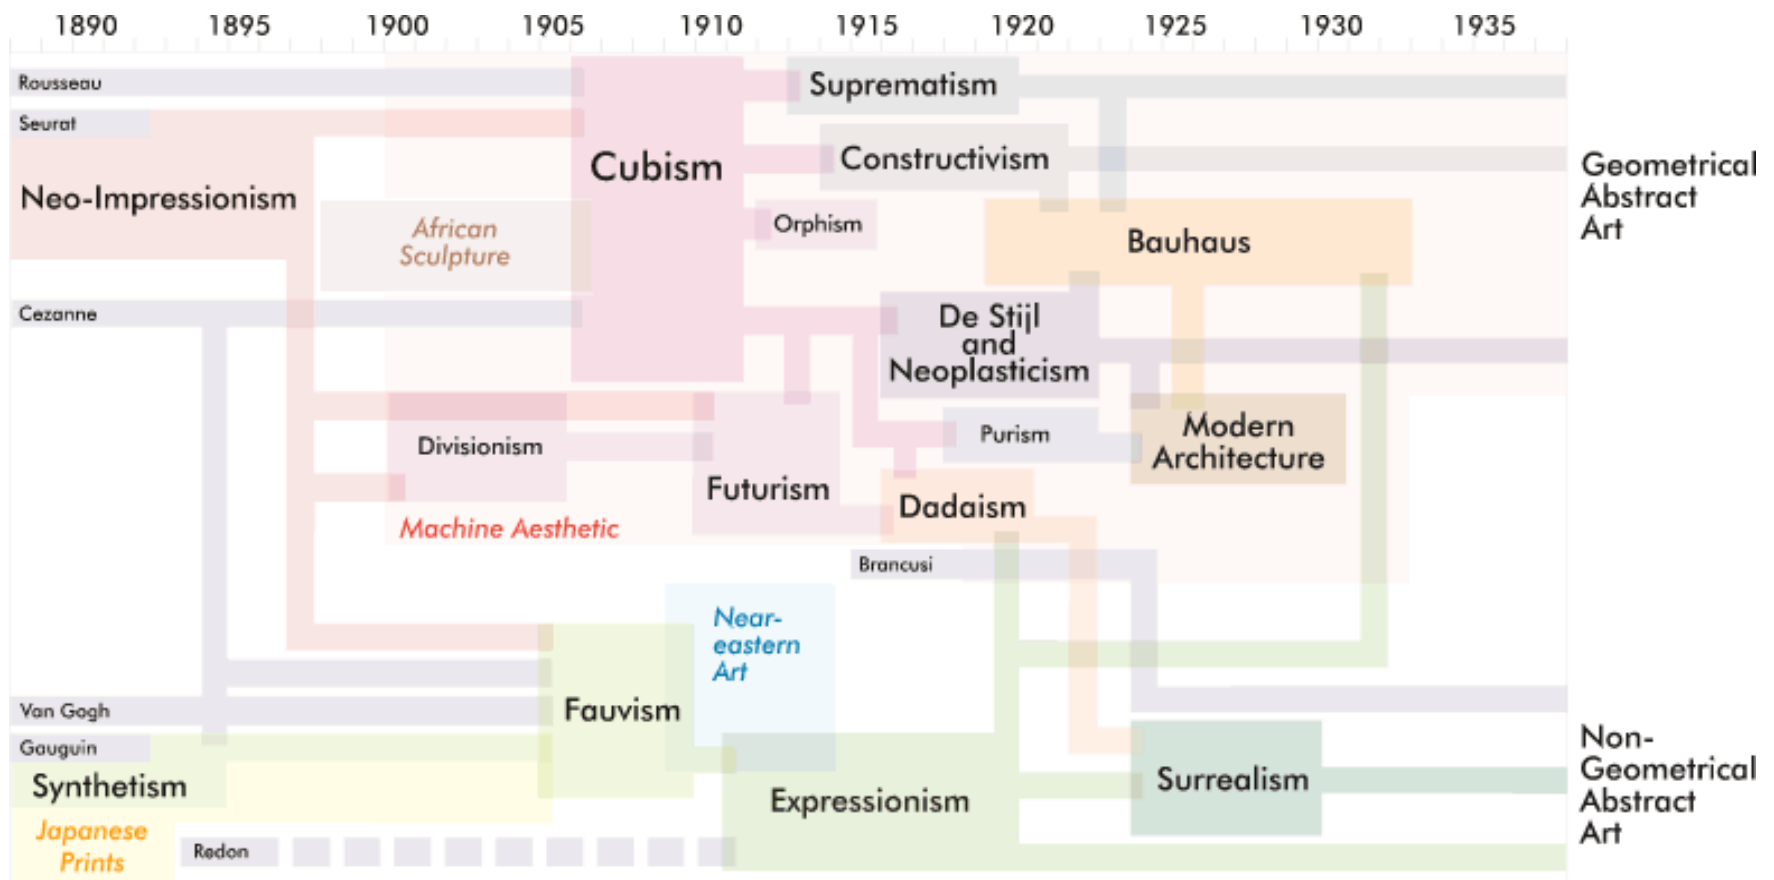 1890 1895 1900 1905 1910 1915 1920 1925 1930 1935
Rousseau
Suprematism
Seurat
Cubism
Constructivism
Geometrical
Abstract
Art
Neo-Impressionism
African
Sculpture
Orphism
Bauhaus
Cezanne
De Stijl
and
Neoplasticism
Divisionism
Purism
Modern
Architecture
Futurism
Dadaism
Machine Aesthetic
Brancusi
Near-
eastern
Art
Van Gogh
Fauvism
Gauguin
Synthetism
Expressionism
Surrealism
Non-
Geometrical
Abstract
Art
Japanese
Prints
Redon